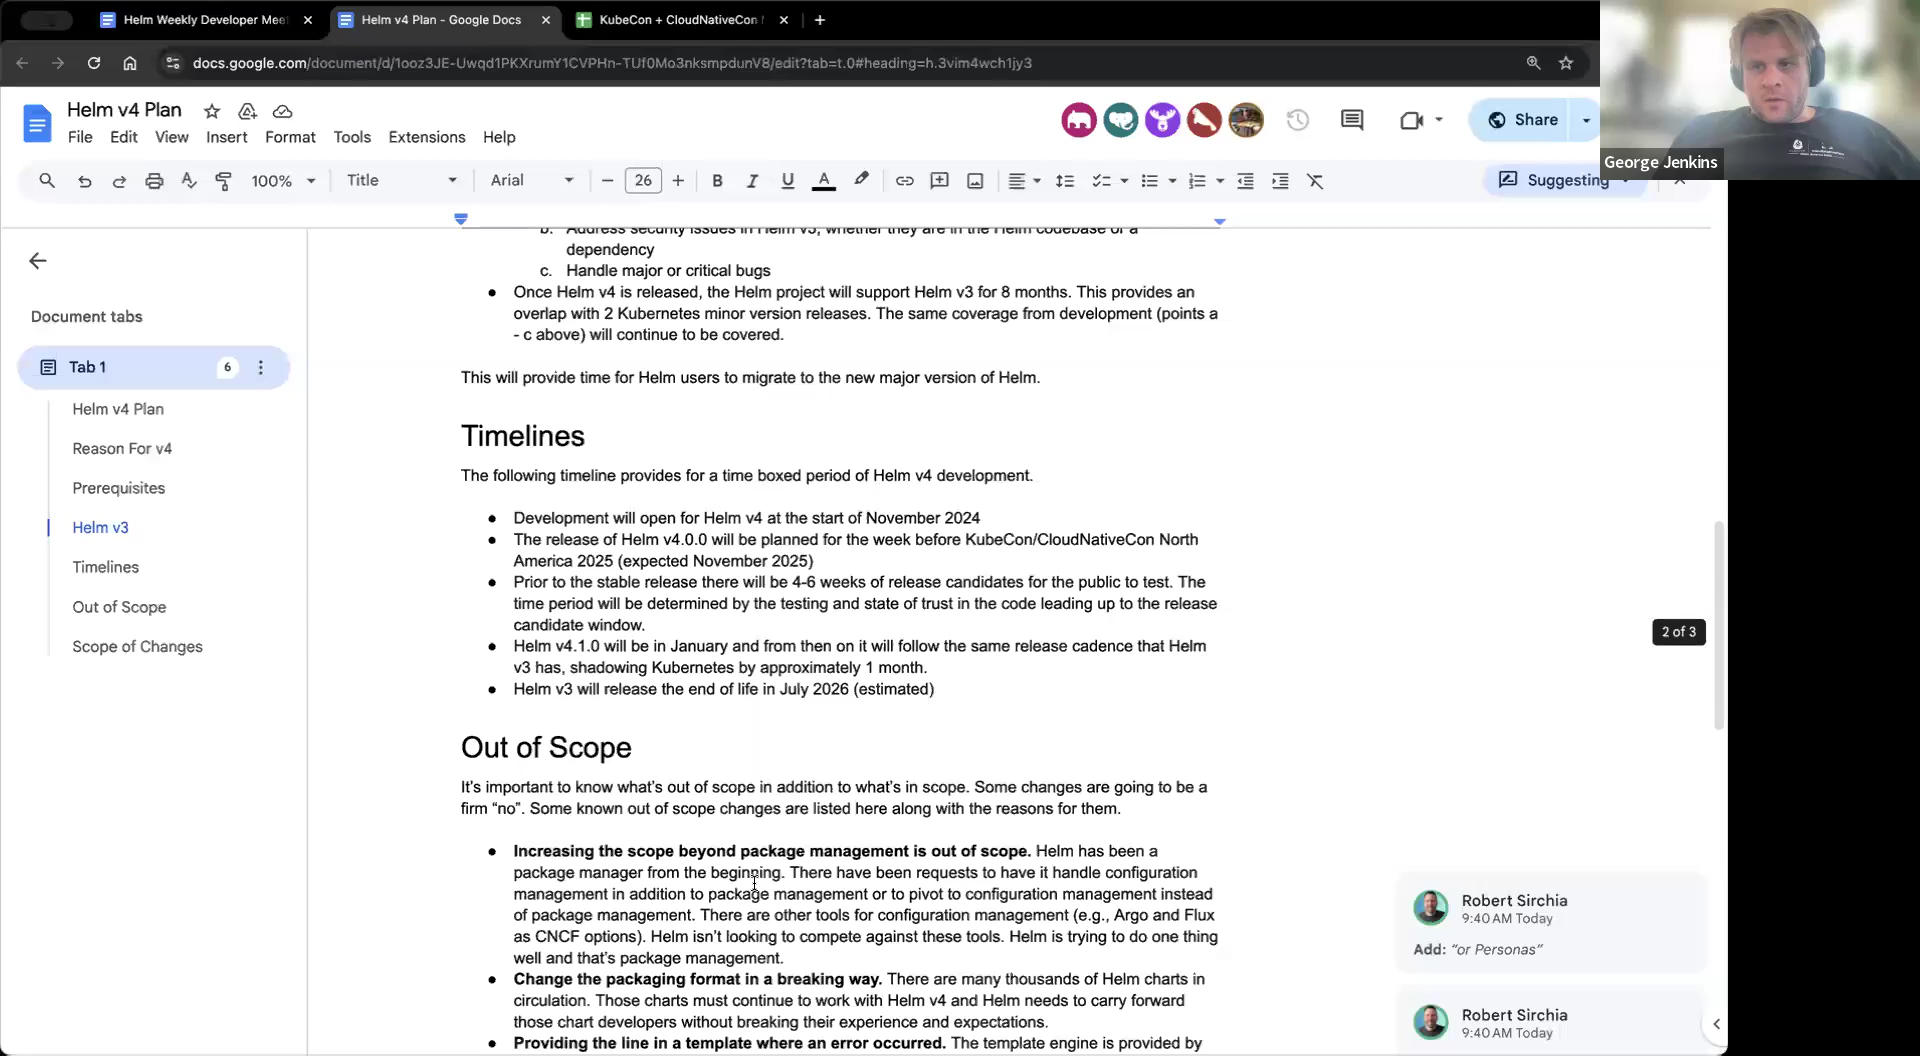 Helm Weekly Developer Mee
Helm v4 Plan - Google Docs
KubeCon + CloudNativeCon
docs.google.com/document/d/1ooz3JE-Uwqd1PKXrumY1CVPHn-TUf0Mo3nksmpdunV8/edit?tab=t.0#heading=h.3vim4wch1jy3
George Jenkins
Helm v4 Plan
File Edit View Insert Format Tools Extensions Help
Share
100% Title Arial 26
Suggesting
Document tabs
Tab 1
6
Helm v4 Plan
Reason For v4
Prerequisites
Helm v3
Timelines
Out of Scope
Scope of Changes
b. Address security issues in Helm v3, whether they are in the Helm codebase or a
dependency
c. Handle major or critical bugs
● Once Helm v4 is released, the Helm project will support Helm v3 for 8 months. This provides an
overlap with 2 Kubernetes minor version releases. The same coverage from development (points a
- c above) will continue to be covered.
This will provide time for Helm users to migrate to the new major version of Helm.
Timelines
The following timeline provides for a time boxed period of Helm v4 development.
● Development will open for Helm v4 at the start of November 2024
● The release of Helm v4.0.0 will be planned for the week before KubeCon/CloudNativeCon North
America 2025 (expected November 2025)
● Prior to the stable release there will be 4-6 weeks of release candidates for the public to test. The
time period will be determined by the testing and state of trust in the code leading up to the release
candidate window.
● Helm v4.1.0 will be in January and from then on it will follow the same release cadence that Helm
v3 has, shadowing Kubernetes by approximately 1 month.
● Helm v3 will release the end of life in July 2026 (estimated)
2 of 3
Out of Scope
It's important to know what's out of scope in addition to what's in scope. Some changes are going to be a
firm “no”. Some known out of scope changes are listed here along with the reasons for them.
● Increasing the scope beyond package management is out of scope. Helm has been a
package manager from the beginning. There have been requests to have it handle configuration
management in addition to package management or to pivot to configuration management instead
of package management. There are other tools for configuration management (e.g., Argo and Flux
as CNCF options). Helm isn't looking to compete against these tools. Helm is trying to do one thing
well and that's package management.
● Change the packaging format in a breaking way. There are many thousands of Helm charts in
circulation. Those charts must continue to work with Helm v4 and Helm needs to carry forward
those chart developers without breaking their experience and expectations.
● Providing the line in a template where an error occurred. The template engine is provided by
Robert Sirchia
9:40 AM Today
Add: “or Personas”
Robert Sirchia
9:40 AM Today